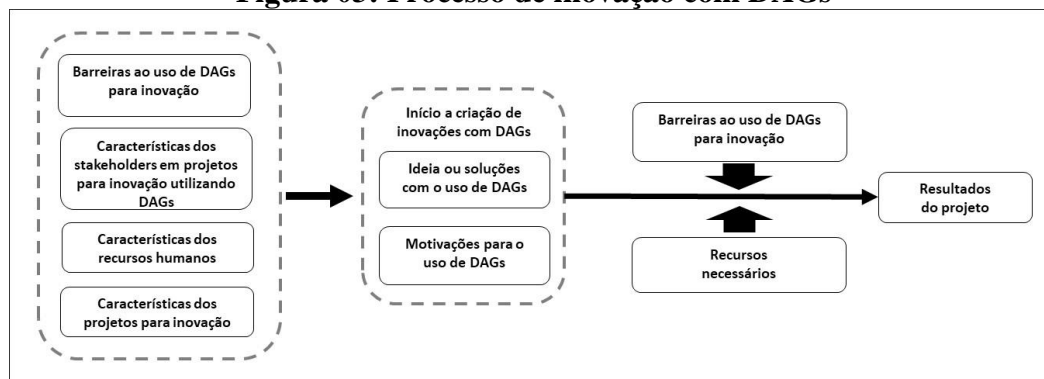 Figura 05: Processo de inovação com DAGs
Barreiras ao uso de DAGs
para inovação
Características dos
stakeholders em projetos
para inovação utilizando
DAGs
Características dos
recursos humanos
Características dos
projetos para inovação
Início a criação de
inovações com DAGs
Ideia ou soluções
com o uso de DAGs
Motivações para o
uso de DAGs
Barreiras ao uso de DAGs
para inovação
Recursos
necessários
Resultados
do projeto